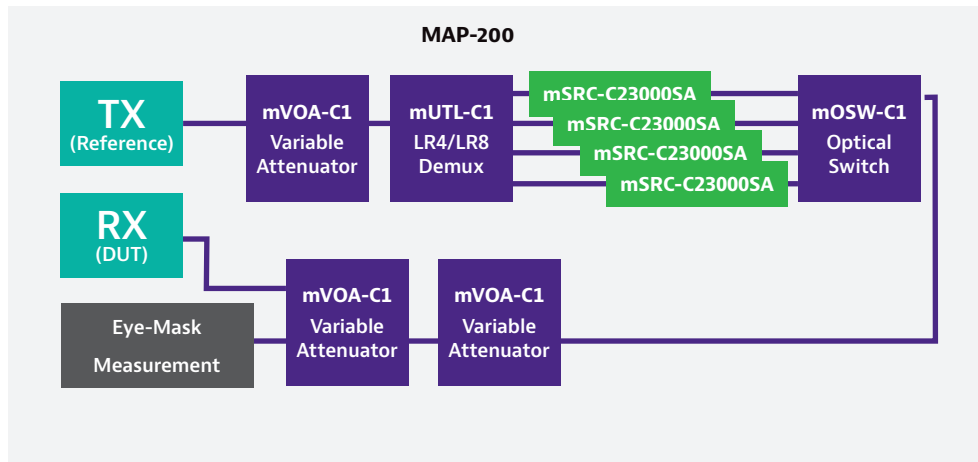 MAP-200
TX
(Reference)
mVOA-C1
Variable
Attenuator
mUTL-C1
LR4/LR8
Demux
mSRC-C23000SA
mSRC-C23000SA
mSRC-C23000SA
mSRC-C23000SA
mOSW-C1
Optical
Switch
RX
(DUT)
Eye-Mask
Measurement
mVOA-C1
Variable
Attenuator
mVOA-C1
Variable
Attenuator